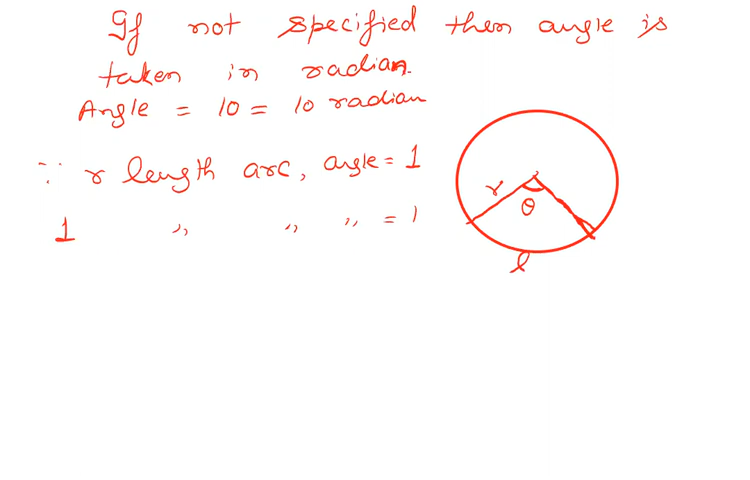 If not specified then angle is
taken in radian.
Angle = 10 = 10 radian
∵ r length arc, angle = 1
1 ,, ,, ,, = 1
r
θ
l